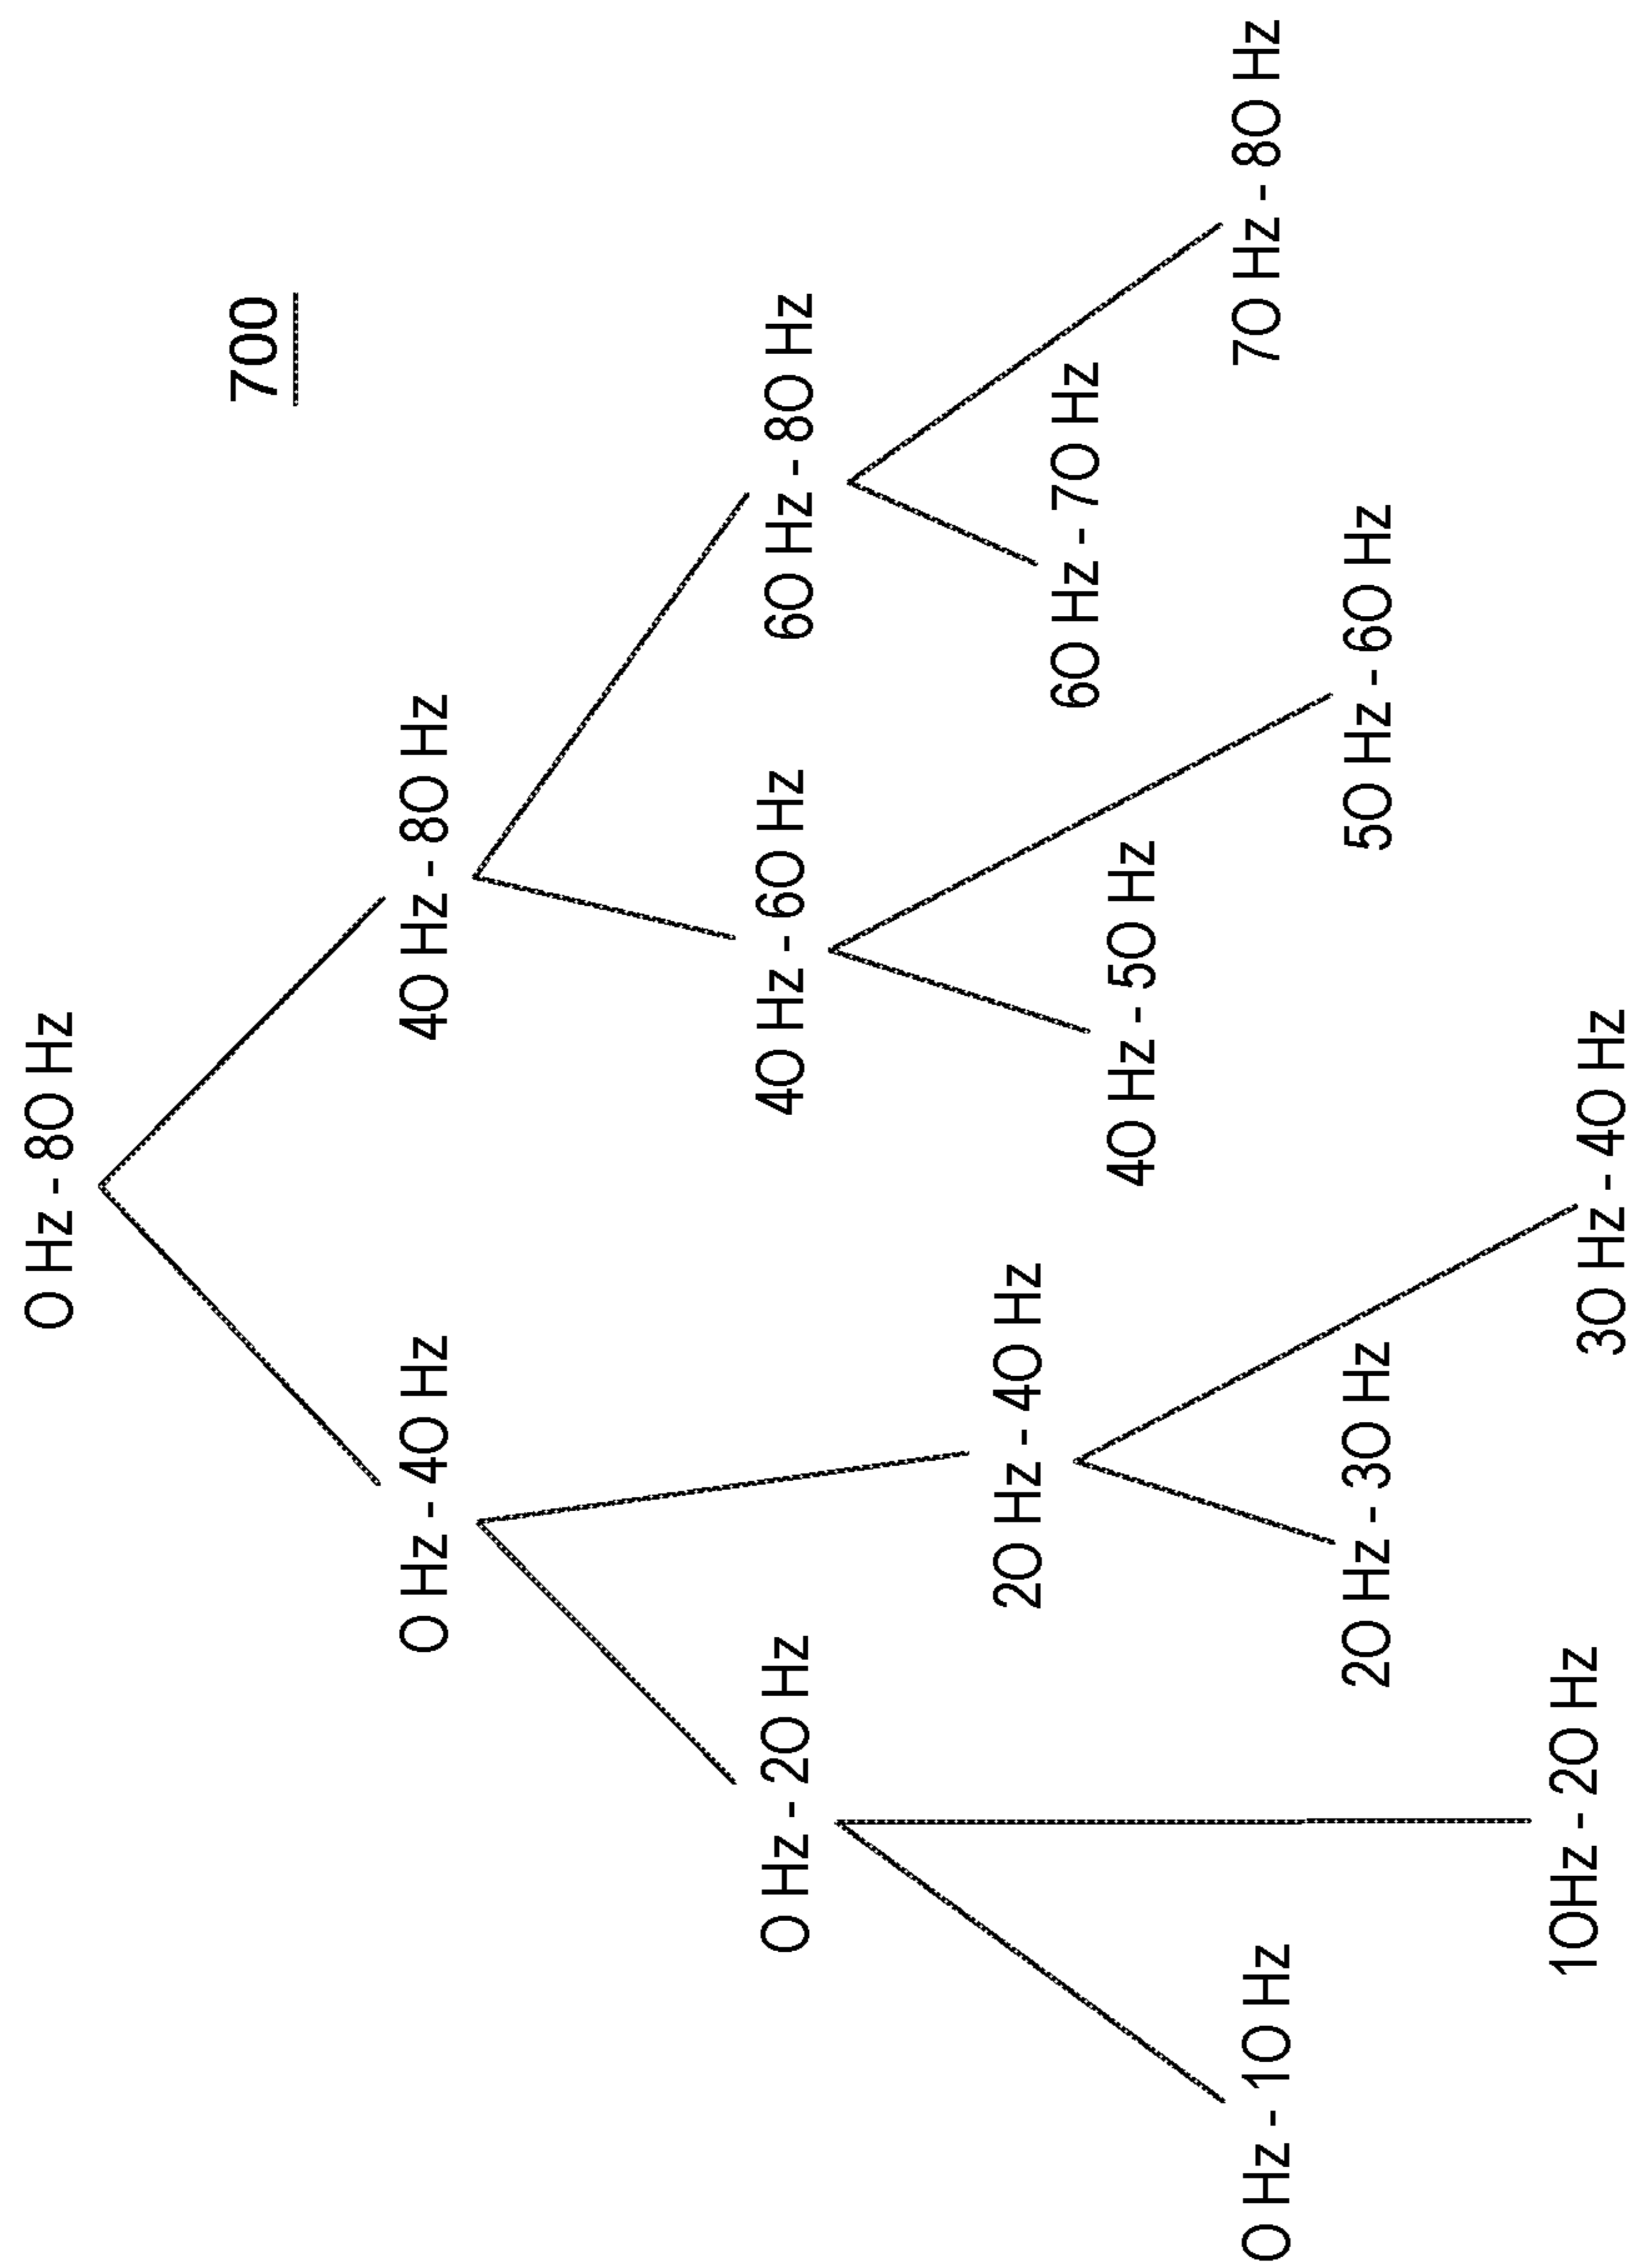 0 Hz - 80 Hz
700
0 Hz - 40 Hz
40 Hz - 80 Hz
0 Hz - 20 Hz
40 Hz - 60 Hz
60 Hz - 80 Hz
20 Hz - 40 Hz
60 Hz - 70 Hz
40 Hz - 50 Hz
0 Hz - 10 Hz
70 Hz - 80 Hz
20 Hz - 30 Hz
50 Hz - 60 Hz
10Hz - 20 Hz
30 Hz - 40 Hz